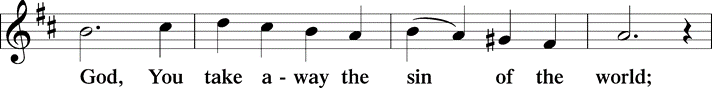 God, You take a - way the sin of the world;